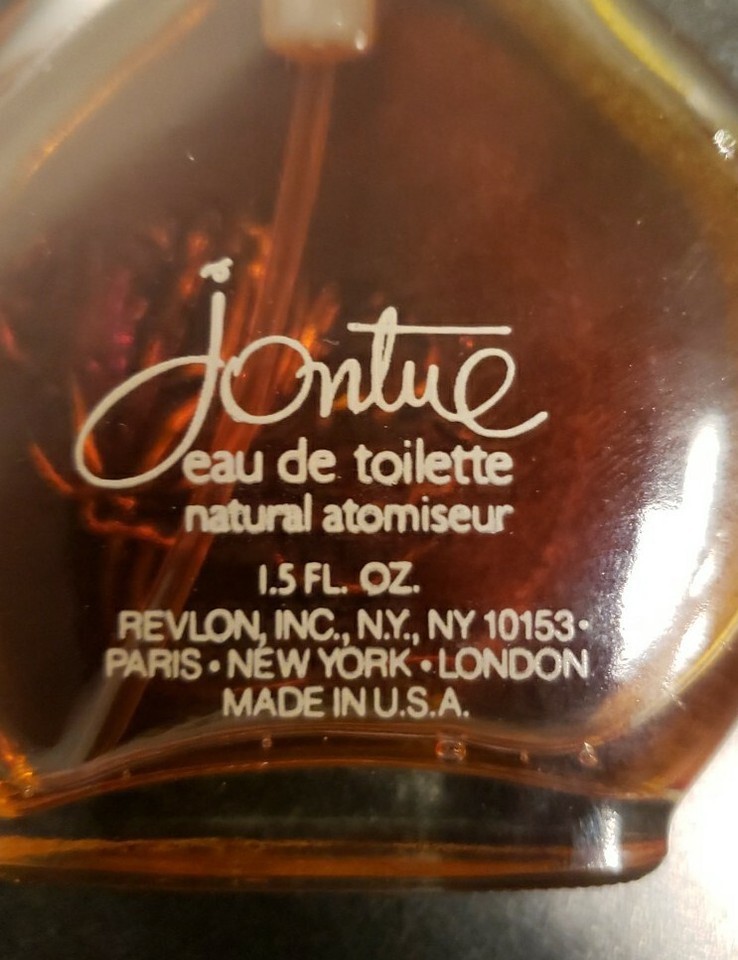 jontue
eau de toilette
natural atomiseur
1.5 FL. OZ.
REVLON, INC., N.Y., NY 10153•
PARIS • NEW YORK • LONDON
MADE IN U.S.A.